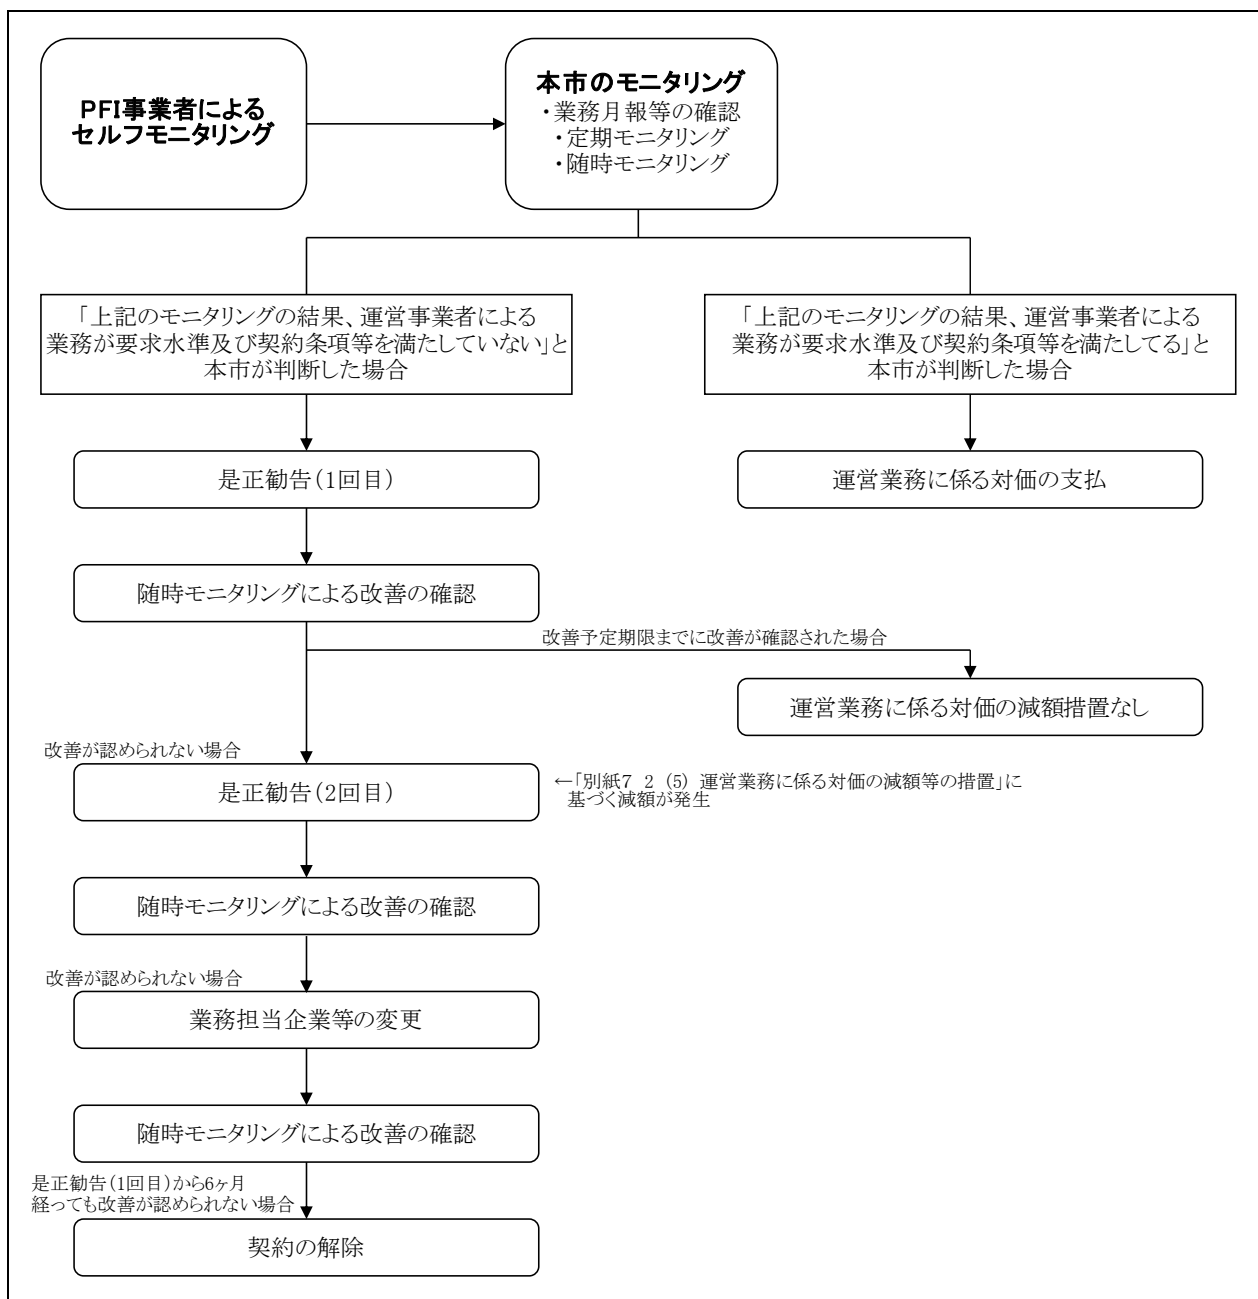 PFI事業者による
セルフモニタリング
本市のモニタリング
・業務月報等の確認
・定期モニタリング
・随時モニタリング
「上記のモニタリングの結果、運営事業者による
業務が要求水準及び契約条項等を満たしていない」と
本市が判断した場合
「上記のモニタリングの結果、運営事業者による
業務が要求水準及び契約条項等を満たしてる」と
本市が判断した場合
是正勧告(1回目)
運営業務に係る対価の支払
随時モニタリングによる改善の確認
改善予定期限までに改善が確認された場合
運営業務に係る対価の減額措置なし
改善が認められない場合
是正勧告(2回目)
←「別紙7 2 (5) 運営業務に係る対価の減額等の措置」に
基づく減額が発生
随時モニタリングによる改善の確認
改善が認められない場合
業務担当企業等の変更
随時モニタリングによる改善の確認
是正勧告(1回目)から6ヶ月
経っても改善が認められない場合
契約の解除